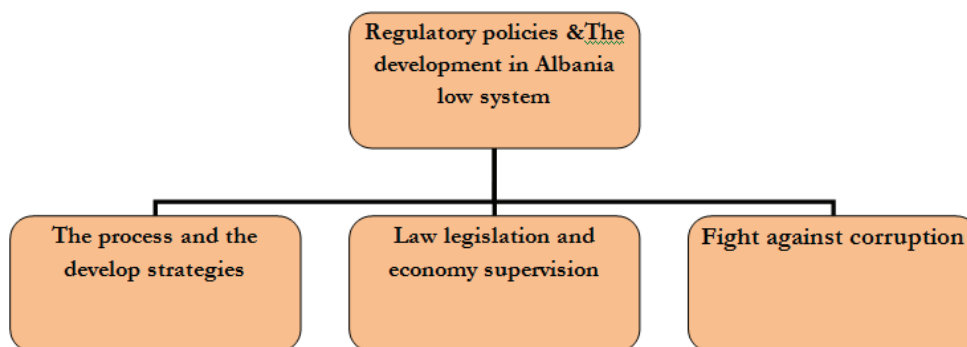 Regulatory policies &The
development in Albania
low system
The process and the
develop strategies
Law legislation and
economy supervision
Fight against corruption